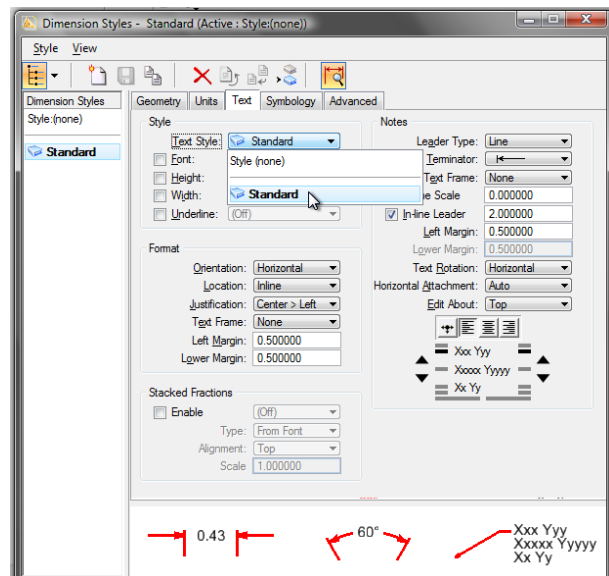 Dimension Styles - Standard (Active : Style:(none))
Style View
Dimension Styles
Style:(none)
Standard
Geometry Units Text Symbology Advanced
Style
Text Style: Standard
Style (none)
Standard
Font:
Height:
Width:
Underline: (Off)
Format
Orientation: Horizontal
Location: Inline
Justification: Center > Left
Text Frame: None
Left Margin: 0.500000
Lower Margin: 0.500000
Stacked Fractions
Enable (Off)
Type: From Font
Alignment: Top
Scale 1.000000
Notes
Leader Type: Line
Terminator:
Text Frame: None
Scale 0.000000
In-line Leader 2.000000
Left Margin: 0.500000
Lower Margin: 0.500000
Text Rotation: Horizontal
Horizontal Attachment: Auto
Edit About: Top
Xxx Yyy
Xxxxx Yyyyy
Xx Yy
0.43
60°
Xxx Yyy
Xxxxx Yyyyy
Xx Yy